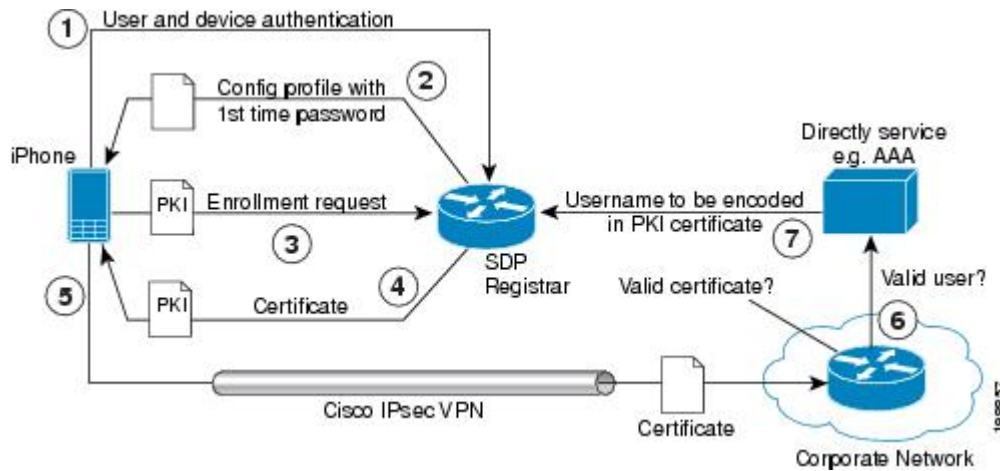 1
User and device authentication
2
Config profile with
1st time password
iPhone
PKI
Enrollment request
3
Directly service
e.g. AAA
Username to be encoded
in PKI certificate
7
SDP
Registrar
4
5
PKI
Certificate
Valid certificate?
Valid user?
6
Cisco IPsec VPN
Certificate
Corporate Network